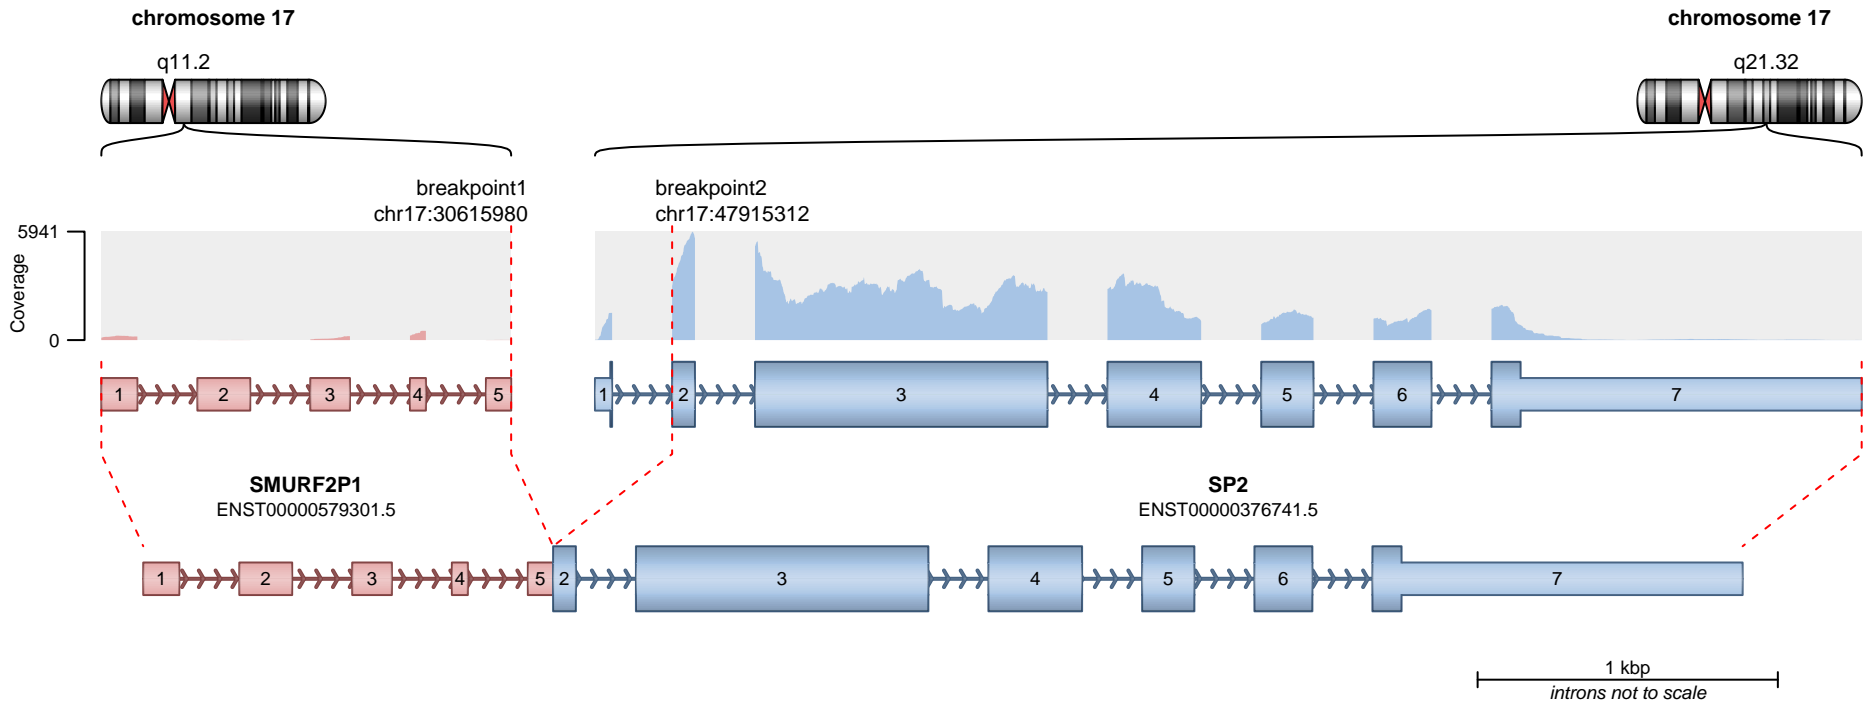 chromosome 17
chromosome 17
q11.2
q21.32
breakpoint1
chr17:30615980
breakpoint2
chr17:47915312
5941
Coverage
0
1 2 3 4 5
1 2 3 4 5 6 7
SMURF2P1
ENST00000579301.5
SP2
ENST00000376741.5
1 2 3 4 5 2 3 4 5 6 7
1 kbp
introns not to scale